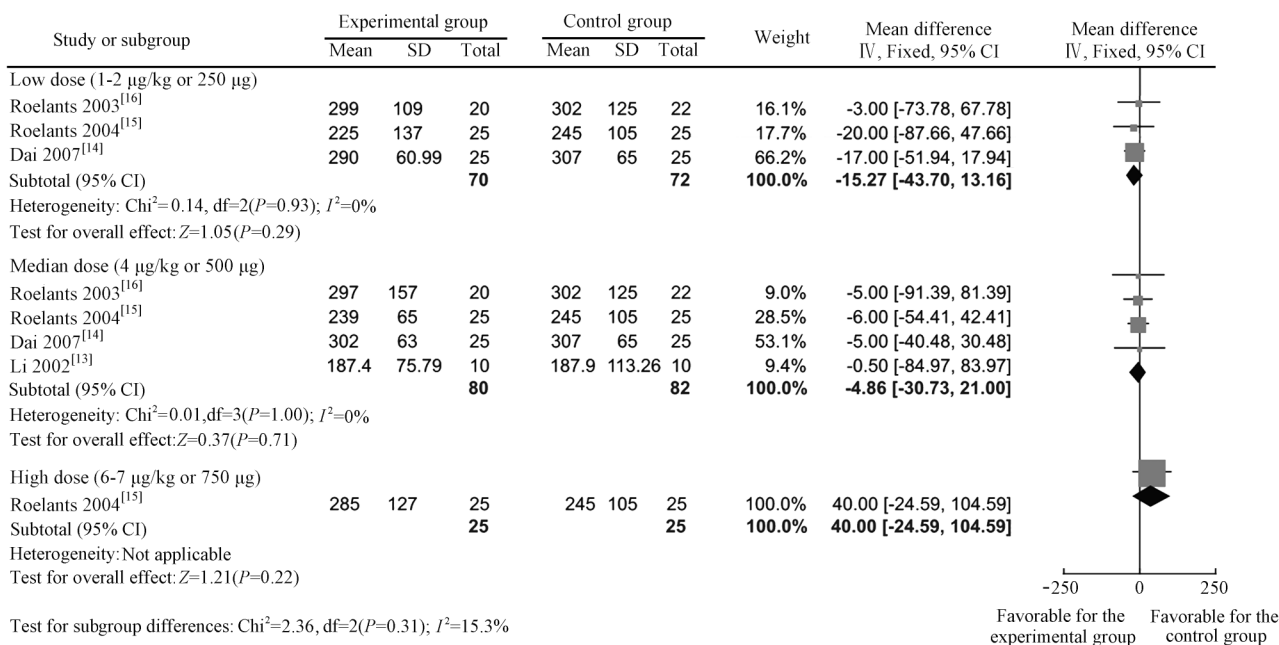 Study or subgroup Experimental group Control group Weight Mean difference Mean difference
Mean SD Total Mean SD Total IV, Fixed, 95% CI IV, Fixed, 95% CI
Low dose (1-2 μg/kg or 250 μg)
Roelants 2003[16] 299 109 20 302 125 22 16.1% -3.00 [-73.78, 67.78]
Roelants 2004[15] 225 137 25 245 105 25 17.7% -20.00 [-87.66, 47.66]
Dai 2007[14] 290 60.99 25 307 65 25 66.2% -17.00 [-51.94, 17.94]
Subtotal (95% CI) 70 72 100.0% -15.27 [-43.70, 13.16]
Heterogeneity: Chi²=0.14, df=2(P=0.93); I²=0%
Test for overall effect:Z=1.05(P=0.29)
Median dose (4 μg/kg or 500 μg)
Roelants 2003[16] 297 157 20 302 125 22 9.0% -5.00 [-91.39, 81.39]
Roelants 2004[15] 239 65 25 245 105 25 28.5% -6.00 [-54.41, 42.41]
Dai 2007[14] 302 63 25 307 65 25 53.1% -5.00 [-40.48, 30.48]
Li 2002[13] 187.4 75.79 10 187.9 113.26 10 9.4% -0.50 [-84.97, 83.97]
Subtotal (95% CI) 80 82 100.0% -4.86 [-30.73, 21.00]
Heterogeneity: Chi²=0.01,df=3(P=1.00); I²=0%
Test for overall effect:Z=0.37(P=0.71)
High dose (6-7 μg/kg or 750 μg)
Roelants 2004[15] 285 127 25 245 105 25 100.0% 40.00 [-24.59, 104.59]
Subtotal (95% CI) 25 25 100.0% 40.00 [-24.59, 104.59]
Heterogeneity:Not applicable
Test for overall effect:Z=1.21(P=0.22)
-250 0 250
Test for subgroup differences: Chi²=2.36, df=2(P=0.31); I²=15.3%
Favorable for the experimental group
Favorable for the control group